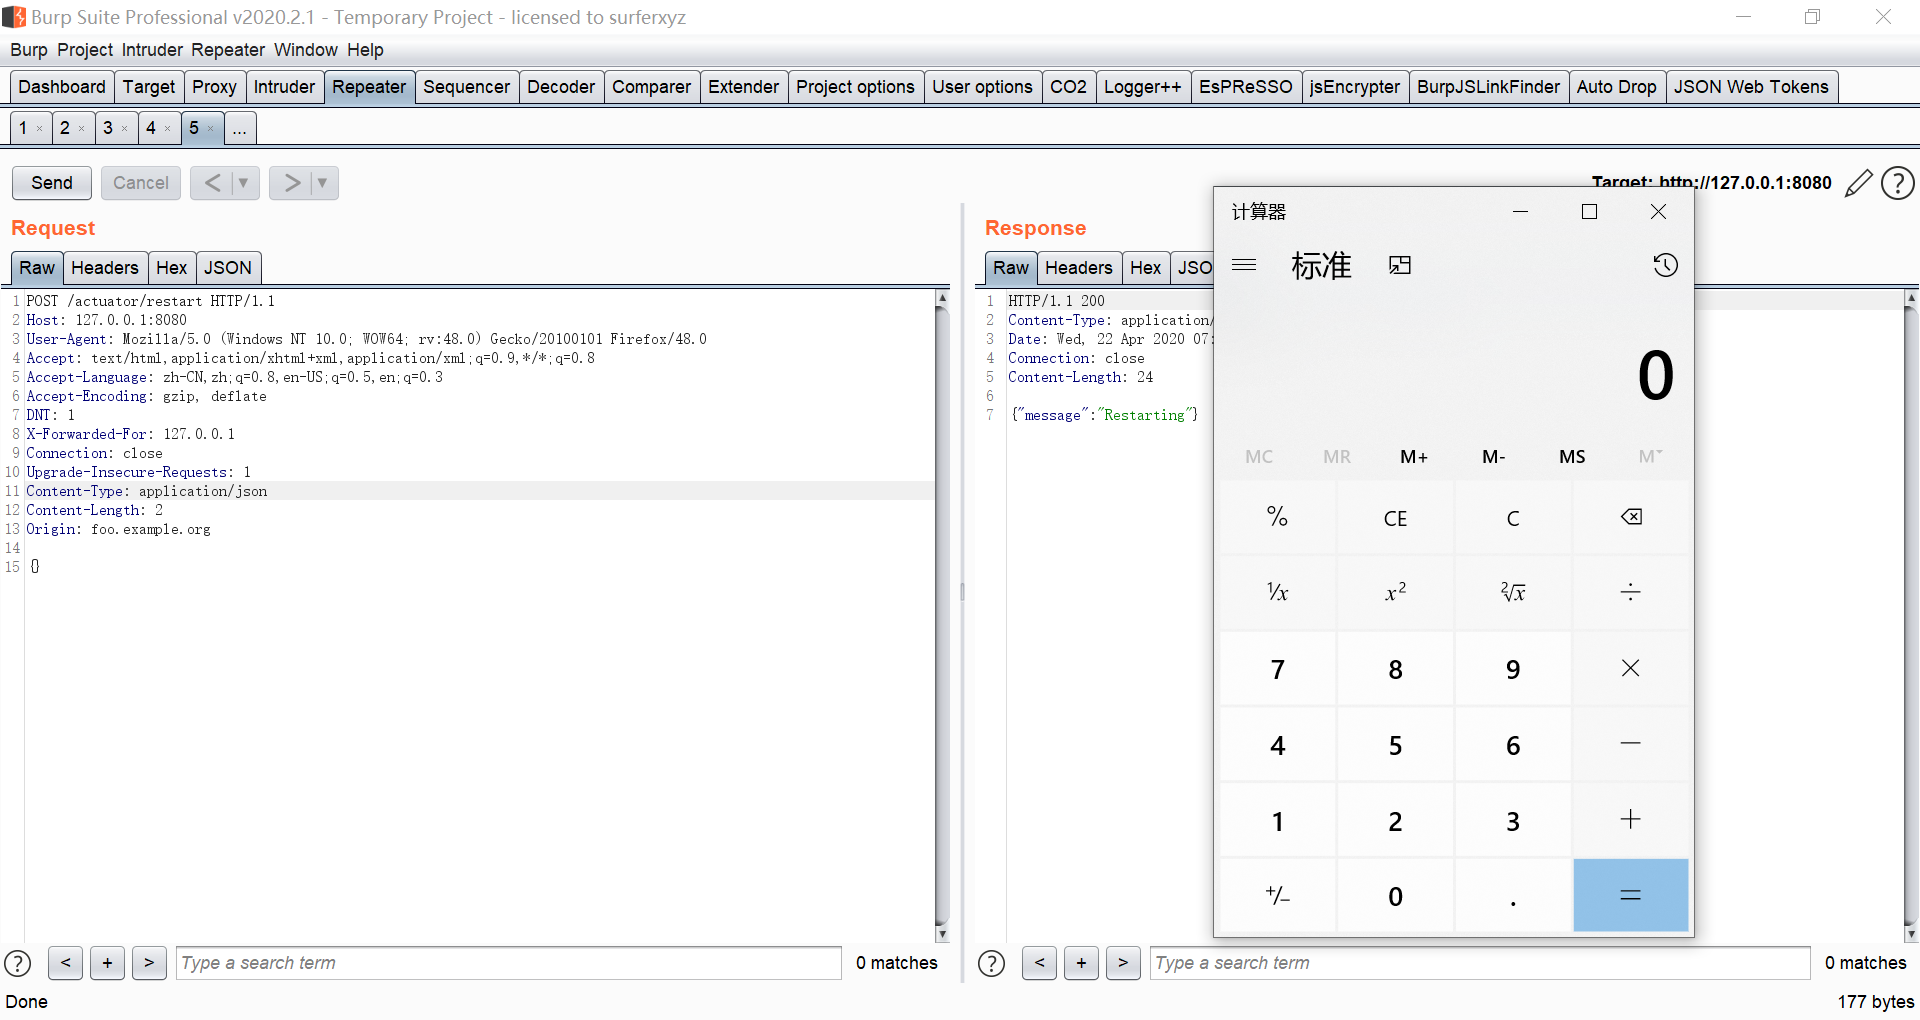 Burp Suite Professional v2020.2.1 - Temporary Project - licensed to surferxyz
Burp Project Intruder Repeater Window Help
Dashboard Target Proxy Intruder Repeater Sequencer Decoder Comparer Extender Project options User options CO2 Logger++ EsPReSSO jsEncrypter BurpJSLinkFinder Auto Drop JSON Web Tokens
1 × 2 × 3 × 4 × 5 × ...
Send Cancel < ▼ > ▼
Target: http://127.0.0.1:8080 ?
Request
Raw Headers Hex JSON
1 POST /actuator/restart HTTP/1.1
2 Host: 127.0.0.1:8080
3 User-Agent: Mozilla/5.0 (Windows NT 10.0; WOW64; rv:48.0) Gecko/20100101 Firefox/48.0
4 Accept: text/html,application/xhtml+xml,application/xml;q=0.9,*/*;q=0.8
5 Accept-Language: zh-CN,zh;q=0.8,en-US;q=0.5,en;q=0.3
6 Accept-Encoding: gzip, deflate
7 DNT: 1
8 X-Forwarded-For: 127.0.0.1
9 Connection: close
10 Upgrade-Insecure-Requests: 1
11 Content-Type: application/json
12 Content-Length: 2
13 Origin: foo.example.org
14
15 {}
? < + > Type a search term 0 matches
Response
Raw Headers Hex JSO
1 HTTP/1.1 200
2 Content-Type: application/
3 Date: Wed, 22 Apr 2020 07:
4 Connection: close
5 Content-Length: 24
6
7 {"message":"Restarting"}
? < + > Type a search term 0 matches
计算器
标准
0
MC MR M+ M- MS M˅
% CE C
¹/x x² ²√x ÷
7 8 9 ×
4 5 6 −
1 2 3 +
+/− 0 . =
Done 177 bytes